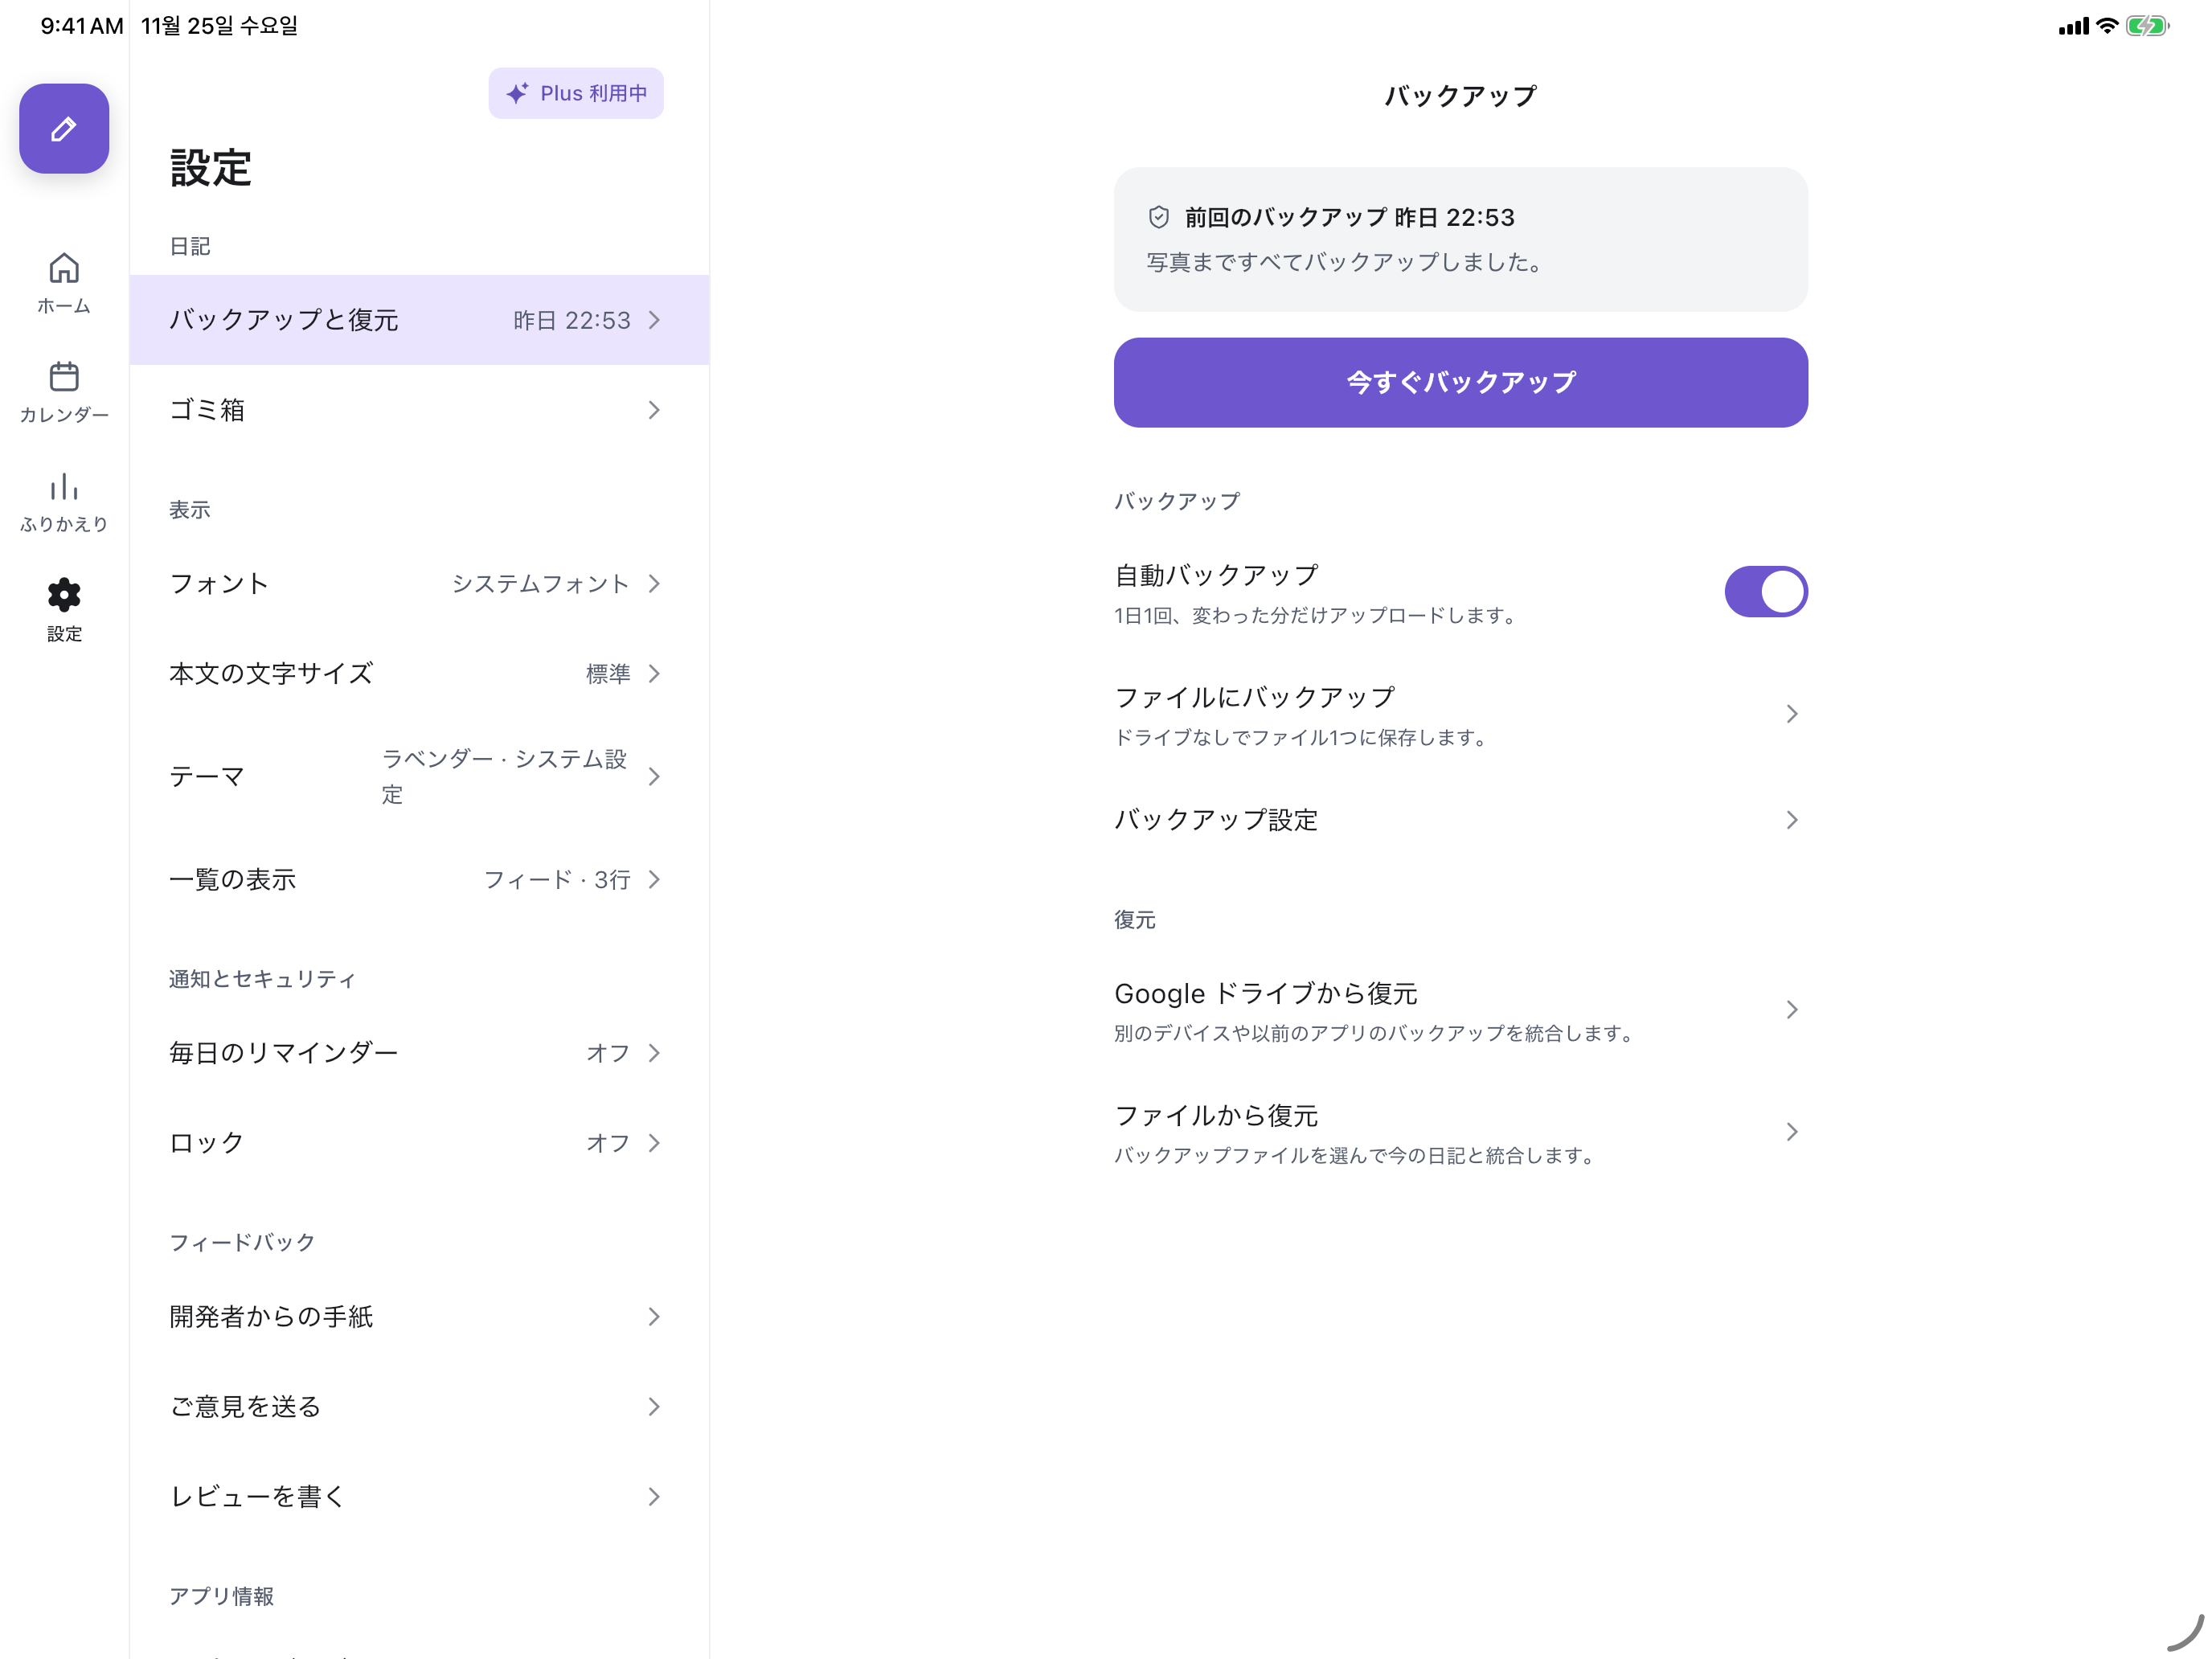 9:41 AM 11월 25일 수요일
Plus 利用中
設定
ホーム
カレンダー
ふりかえり
設定
日記
バックアップと復元 昨日 22:53
ゴミ箱
表示
フォント システムフォント
本文の文字サイズ 標準
テーマ ラベンダー · システム設
定
一覧の表示 フィード · 3行
通知とセキュリティ
毎日のリマインダー オフ
ロック オフ
フィードバック
開発者からの手紙
ご意見を送る
レビューを書く
アプリ情報
バックアップ
前回のバックアップ 昨日 22:53
写真まですべてバックアップしました。
今すぐバックアップ
バックアップ
自動バックアップ
1日1回、変わった分だけアップロードします。
ファイルにバックアップ
ドライブなしでファイル1つに保存します。
バックアップ設定
復元
Google ドライブから復元
別のデバイスや以前のアプリのバックアップを統合します。
ファイルから復元
バックアップファイルを選んで今の日記と統合します。